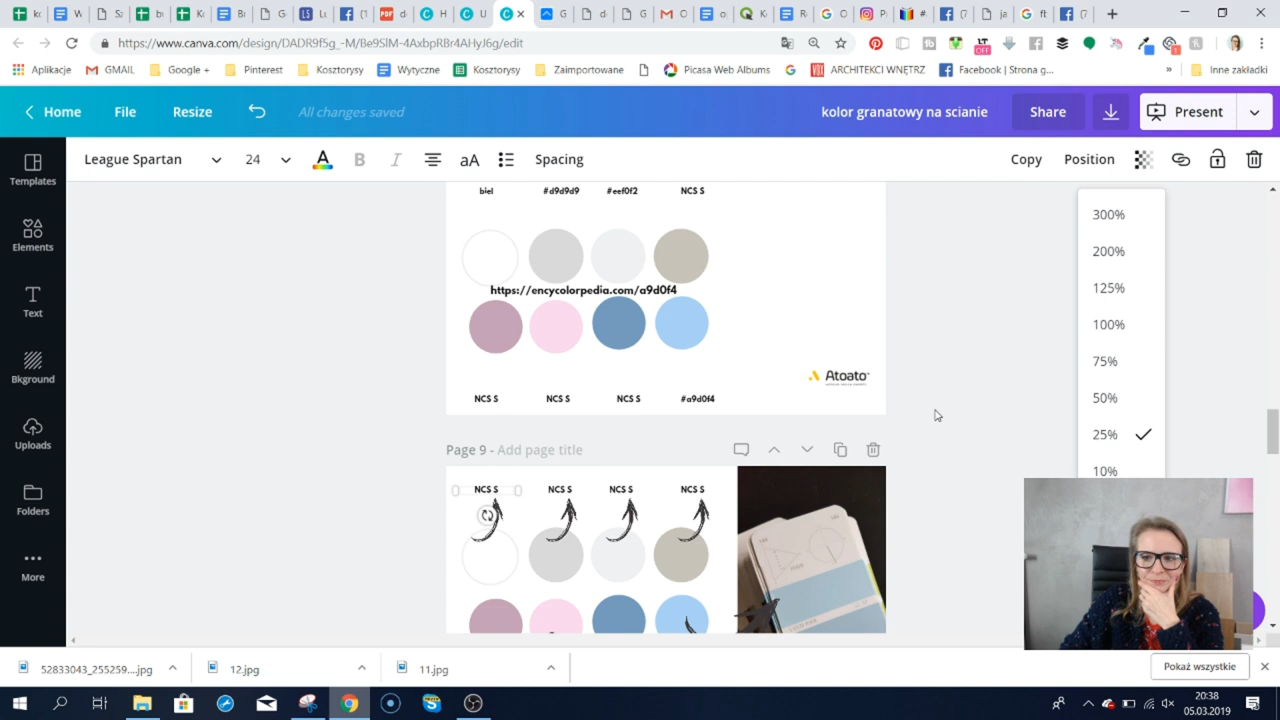 https://www.canva.com/design/DADR9f5g_-M/Be9SlM-4AxbpRBr4AHyJ6g/edit
Aplikacje GMAIL Google + Pinterest Kosztorysy Wytyczne Kosztorysy Zaimportowane Picasa Web Albums ARCHITEKCI WNĘTRZ Facebook | Strona g... » Inne zakładki
Home File Resize All changes saved kolor granatowy na scianie Share Present
League Spartan 24 B I aA Spacing Copy Position
Templates
Elements
Text
Bkground
Uploads
Folders
More
biel #d9d9d9 #eef0f2 NCS S
https://encycolorpedia.com/a9d0f4
Atoato
NCS S NCS S NCS S #a9d0f4
Page 9 - Add page title
NCS S NCS S NCS S NCS S
300%
200%
125%
100%
75%
50%
25%
10%
52833043_255259....jpg 12.jpg 11.jpg Pokaż wszystkie
20:38
05.03.2019